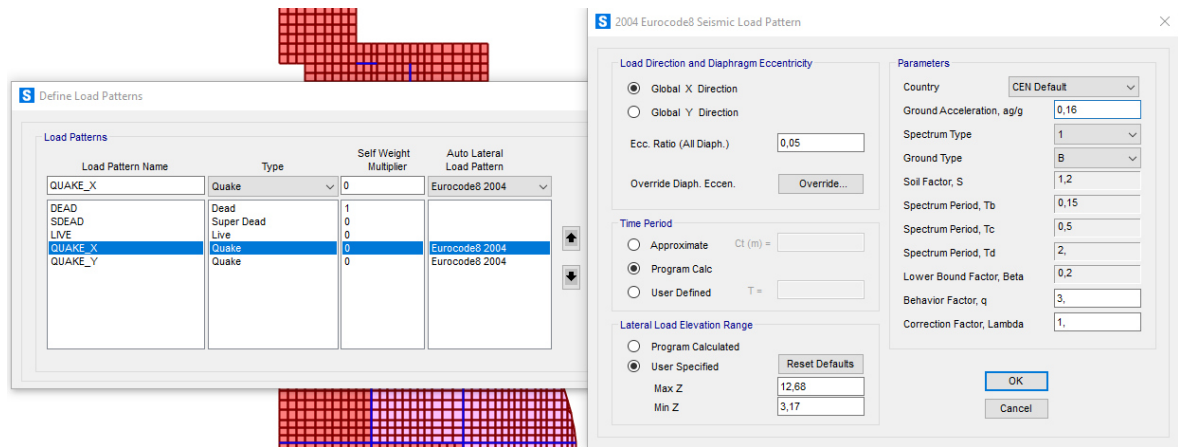 S Define Load Patterns
Load Patterns
Load Pattern Name
Type
Self Weight
Multiplier
Auto Lateral
Load Pattern
QUAKE_X Quake 0 Eurocode8 2004
DEAD Dead 1
SDEAD Super Dead 0
LIVE Live 0
QUAKE_X Quake 0 Eurocode8 2004
QUAKE_Y Quake 0 Eurocode8 2004
S 2004 Eurocode8 Seismic Load Pattern
Load Direction and Diaphragm Eccentricity
Global X Direction
Global Y Direction
Ecc. Ratio (All Diaph.) 0,05
Override Diaph. Eccen. Override...
Time Period
Approximate Ct (m) =
Program Calc
User Defined T =
Lateral Load Elevation Range
Program Calculated
User Specified Reset Defaults
Max Z 12,68
Min Z 3,17
Parameters
Country CEN Default
Ground Acceleration, ag/g 0,16
Spectrum Type 1
Ground Type B
Soil Factor, S 1,2
Spectrum Period, Tb 0,15
Spectrum Period, Tc 0,5
Spectrum Period, Td 2,
Lower Bound Factor, Beta 0,2
Behavior Factor, q 3,
Correction Factor, Lambda 1,
OK
Cancel